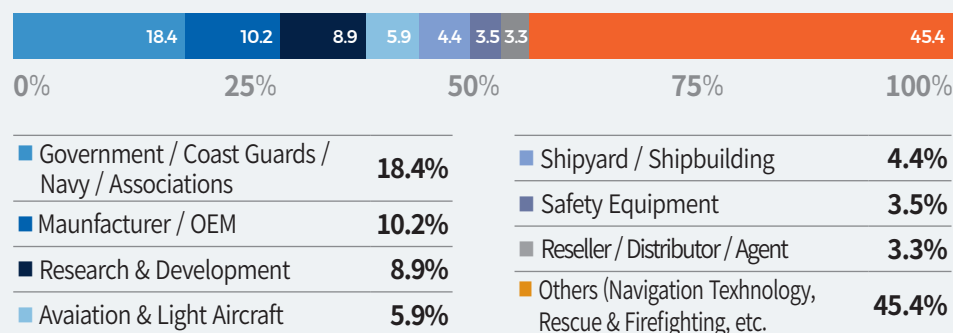 18.4 10.2 8.9 5.9 4.4 3.5 3.3 45.4
0% 25% 50% 75% 100%
Government / Coast Guards /
Navy / Associations 18.4%
Maunfacturer / OEM 10.2%
Research & Development 8.9%
Avaiation & Light Aircraft 5.9%
Shipyard / Shipbuilding 4.4%
Safety Equipment 3.5%
Reseller / Distributor / Agent 3.3%
Others (Navigation Texhnology,
Rescue & Firefighting, etc. 45.4%